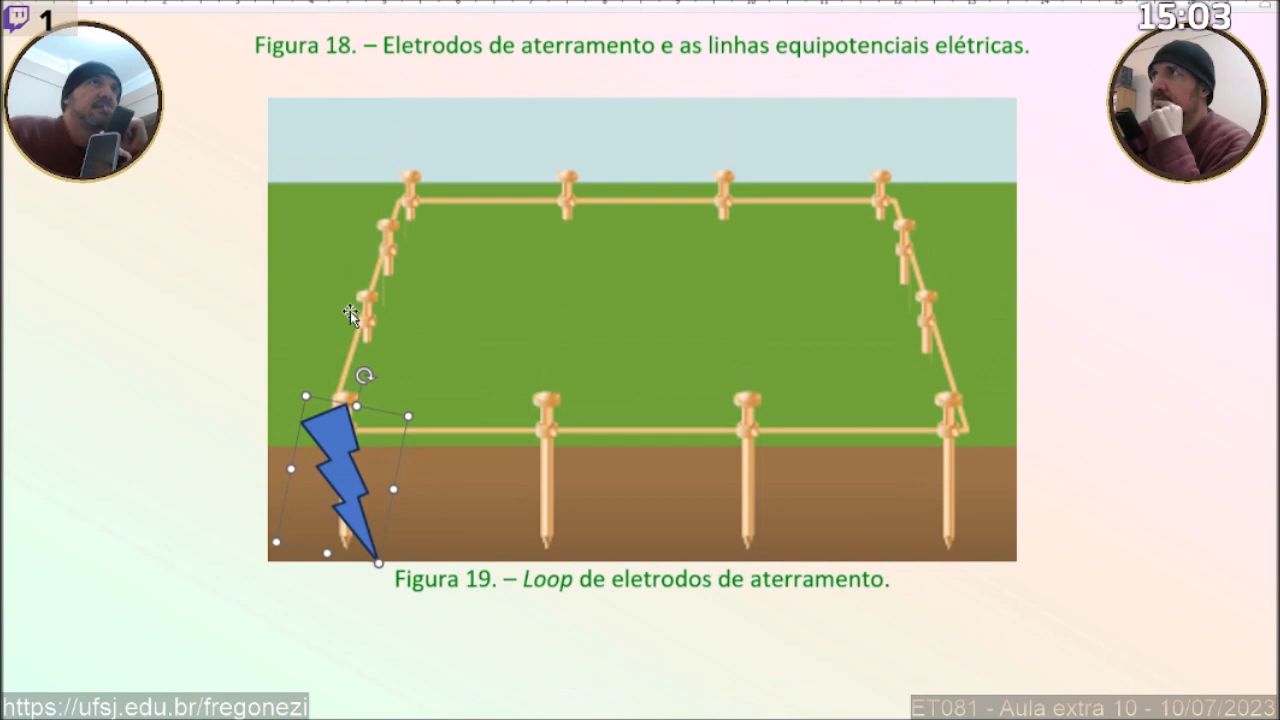 1
15:03
Figura 18. – Eletrodos de aterramento e as linhas equipotenciais elétricas.
Figura 19. – Loop de eletrodos de aterramento.
https://ufsj.edu.br/fregonezi
ET081 - Aula extra 10 - 10/07/2023